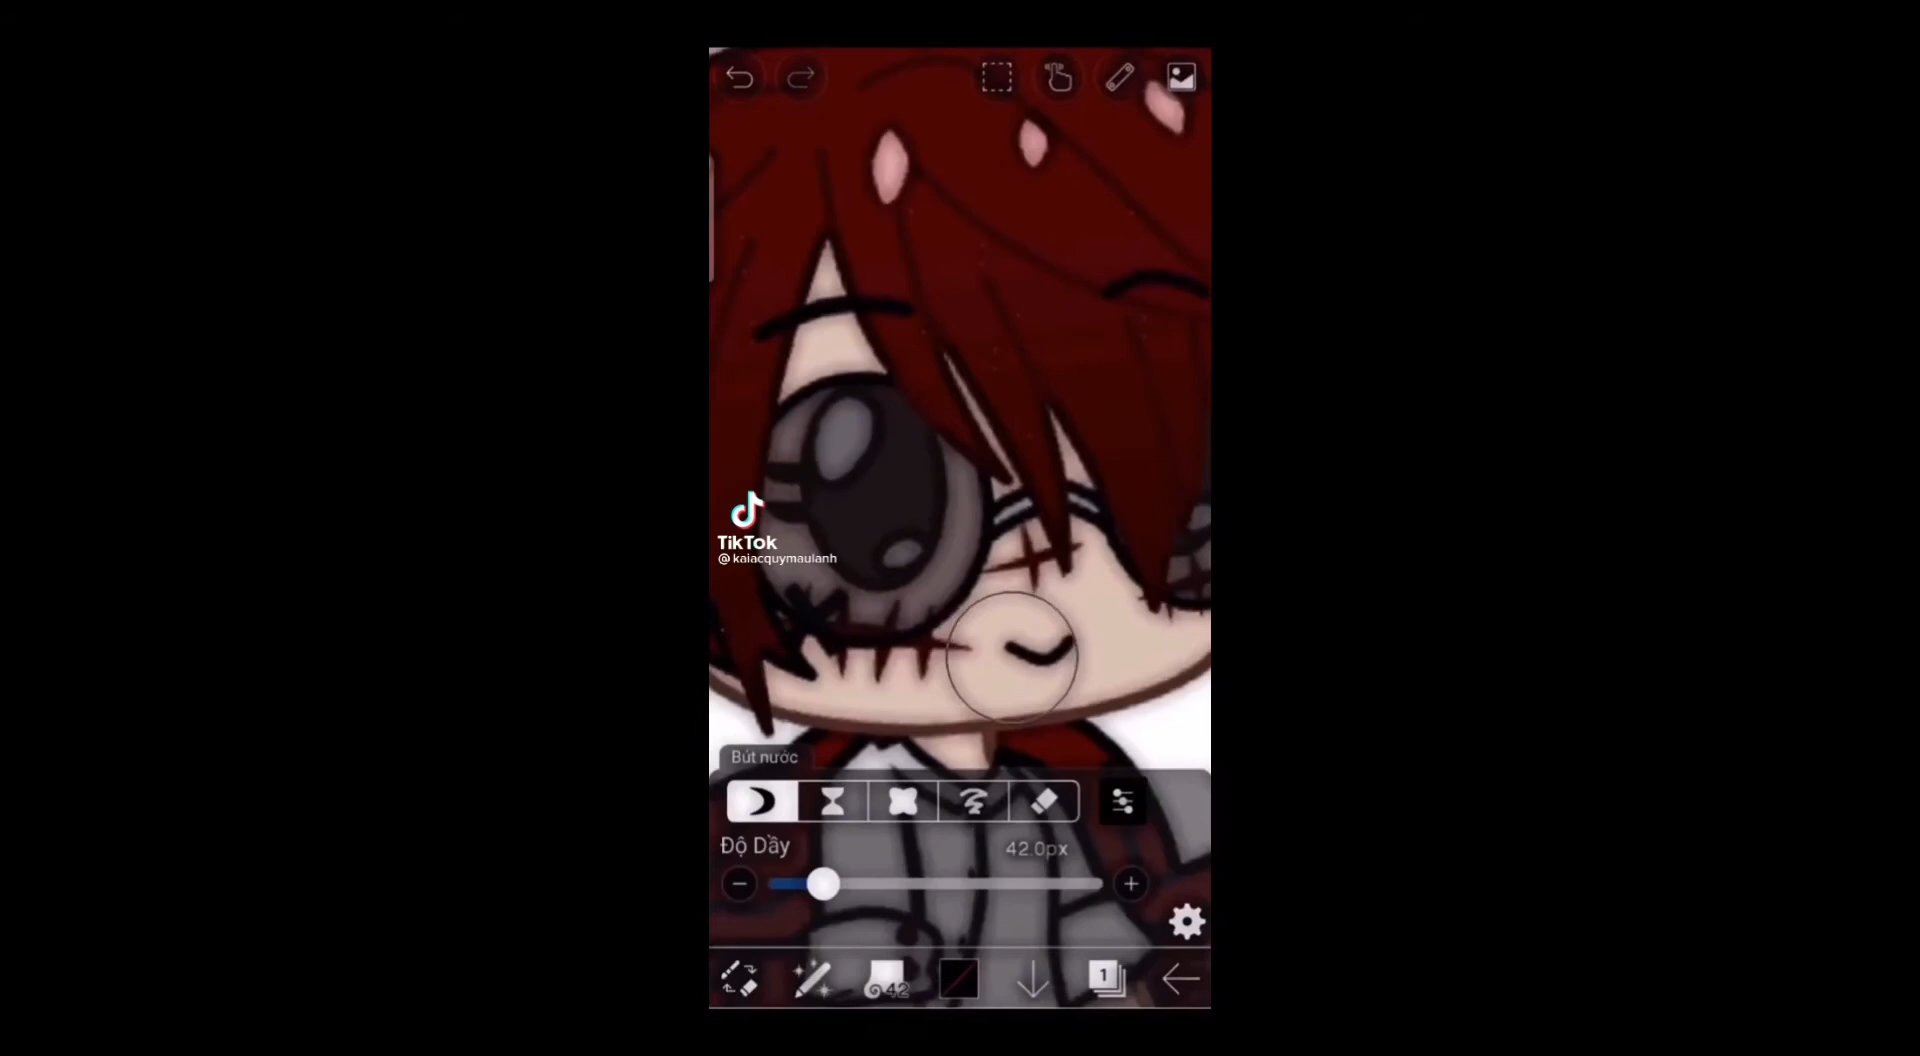 TikTok
@kaiacquymaulanh
Bút nước
Độ Dầy
42.0px
42
1